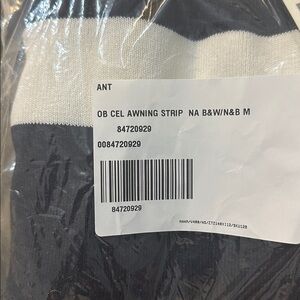 ANT
OB CEL AWNING STRIP NA B&W/N&B M
84720929
0084720929
84720929